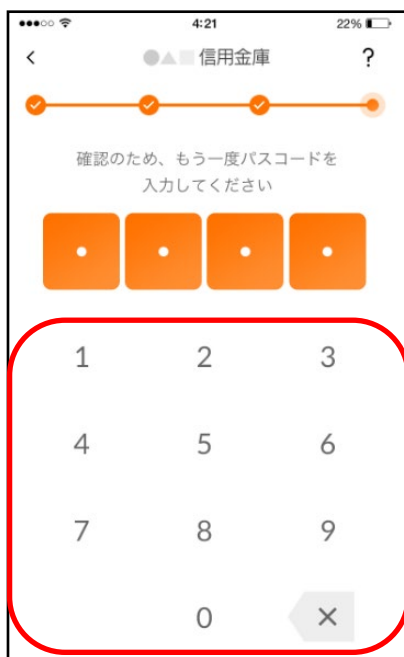 4:21
22%
●▲■信用金庫
?
確認のため、もう一度パスコードを
入力してください
1 2 3
4 5 6
7 8 9
0 ×